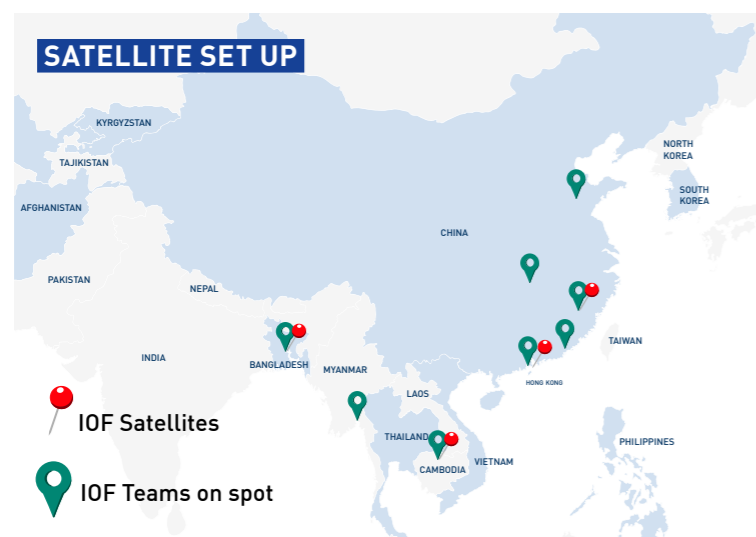 SATELLITE SET UP
KYRGYZSTAN
NORTH
KOREA
TAJIKISTAN
SOUTH
KOREA
AFGHANISTAN
CHINA
PAKISTAN
NEPAL
TAIWAN
INDIA
BANGLADESH
MYANMAR
HONG KONG
LAOS
THAILAND
PHILIPPINES
VIETNAM
CAMBODIA
IOF Satellites
IOF Teams on spot